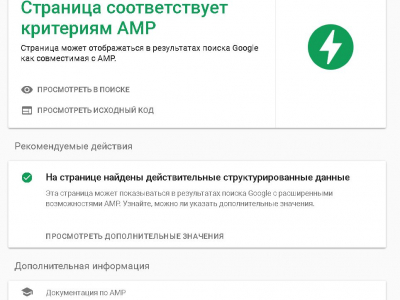 Страница соответствует
критериям AMP
Страница может отображаться в результатах поиска Google
как совместимая с AMP.
ПРОСМОТРЕТЬ В ПОИСКЕ
ПРОСМОТРЕТЬ ИСХОДНЫЙ КОД
Рекомендуемые действия
На странице найдены действительные структурированные данные
Эта страница может показываться в результатах поиска Google с расширенными
возможностями AMP. Узнайте, можно ли указать дополнительные значения.
ПРОСМОТРЕТЬ ДОПОЛНИТЕЛЬНЫЕ ЗНАЧЕНИЯ
Дополнительная информация
Документация по AMP